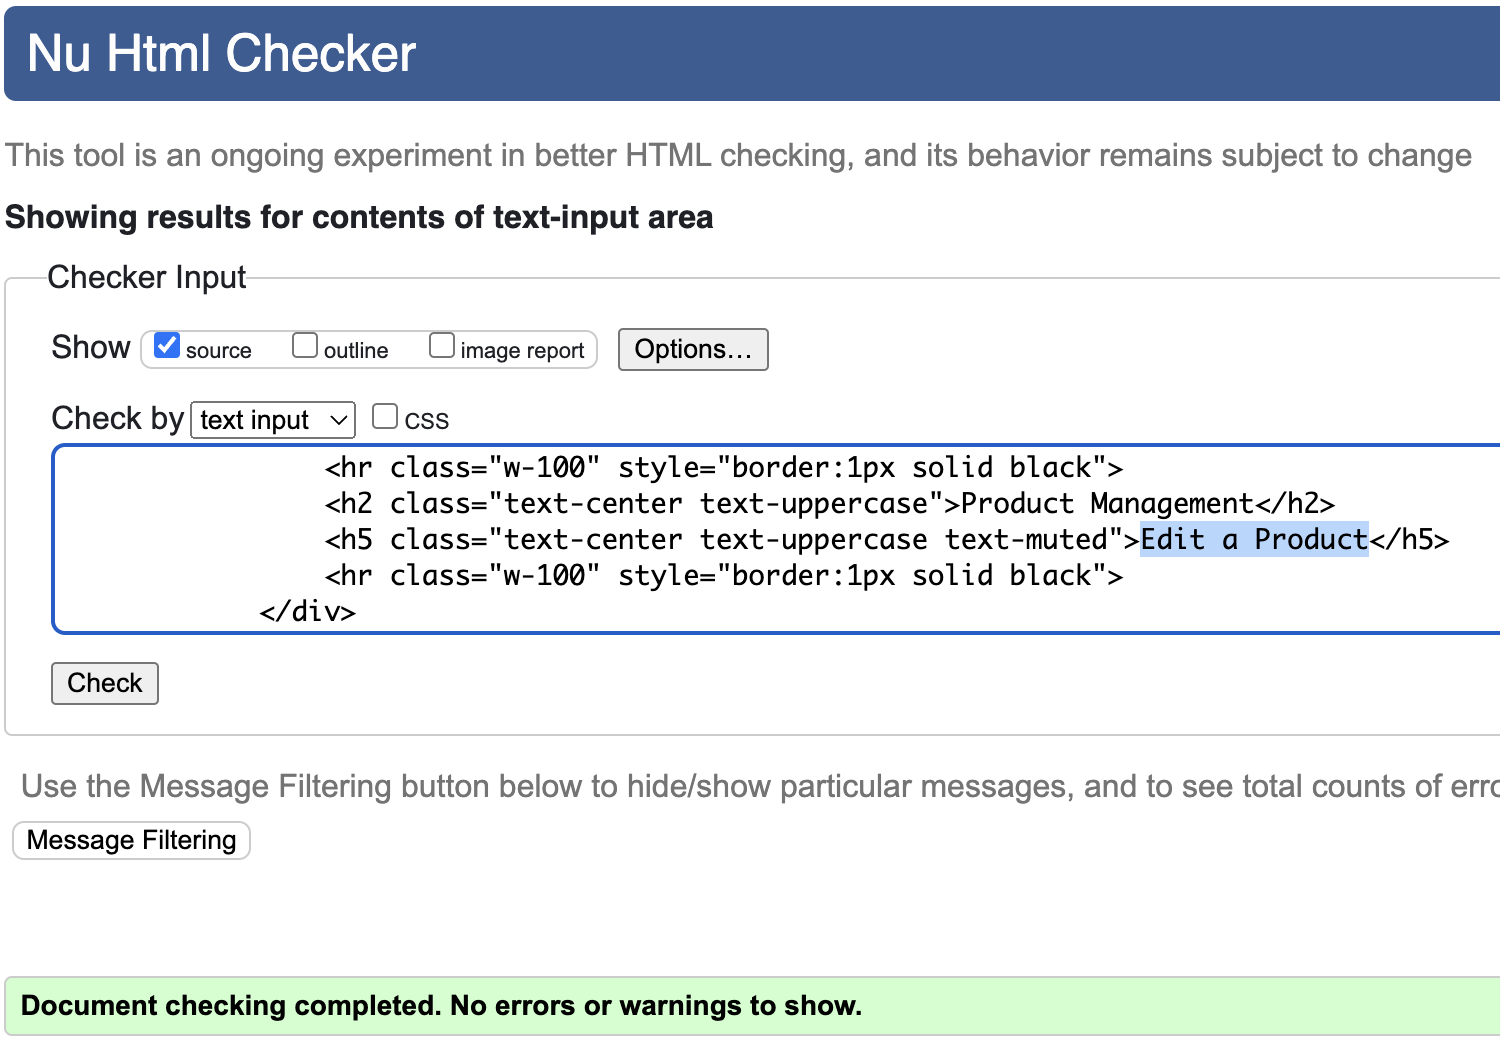 Nu Html Checker
This tool is an ongoing experiment in better HTML checking, and its behavior remains subject to change
Showing results for contents of text-input area
Checker Input
Show source outline image report Options...
Check by text input CSS
<hr class="w-100" style="border:1px solid black">
<h2 class="text-center text-uppercase">Product Management</h2>
<h5 class="text-center text-uppercase text-muted">Edit a Product</h5>
<hr class="w-100" style="border:1px solid black">
</div>
Check
Use the Message Filtering button below to hide/show particular messages, and to see total counts of
Message Filtering
Document checking completed. No errors or warnings to show.